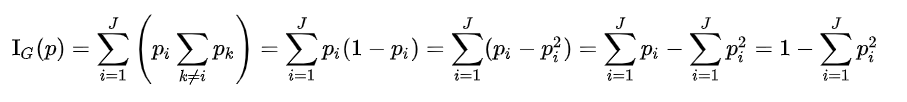 I_G(p) = \sum_{i=1}^{J} \left( p_i \sum_{k \neq i} p_k \right) = \sum_{i=1}^{J} p_i (1 - p_i) = \sum_{i=1}^{J} (p_i - p_i^2) = \sum_{i=1}^{J} p_i - \sum_{i=1}^{J} p_i^2 = 1 - \sum_{i=1}^{J} p_i^2